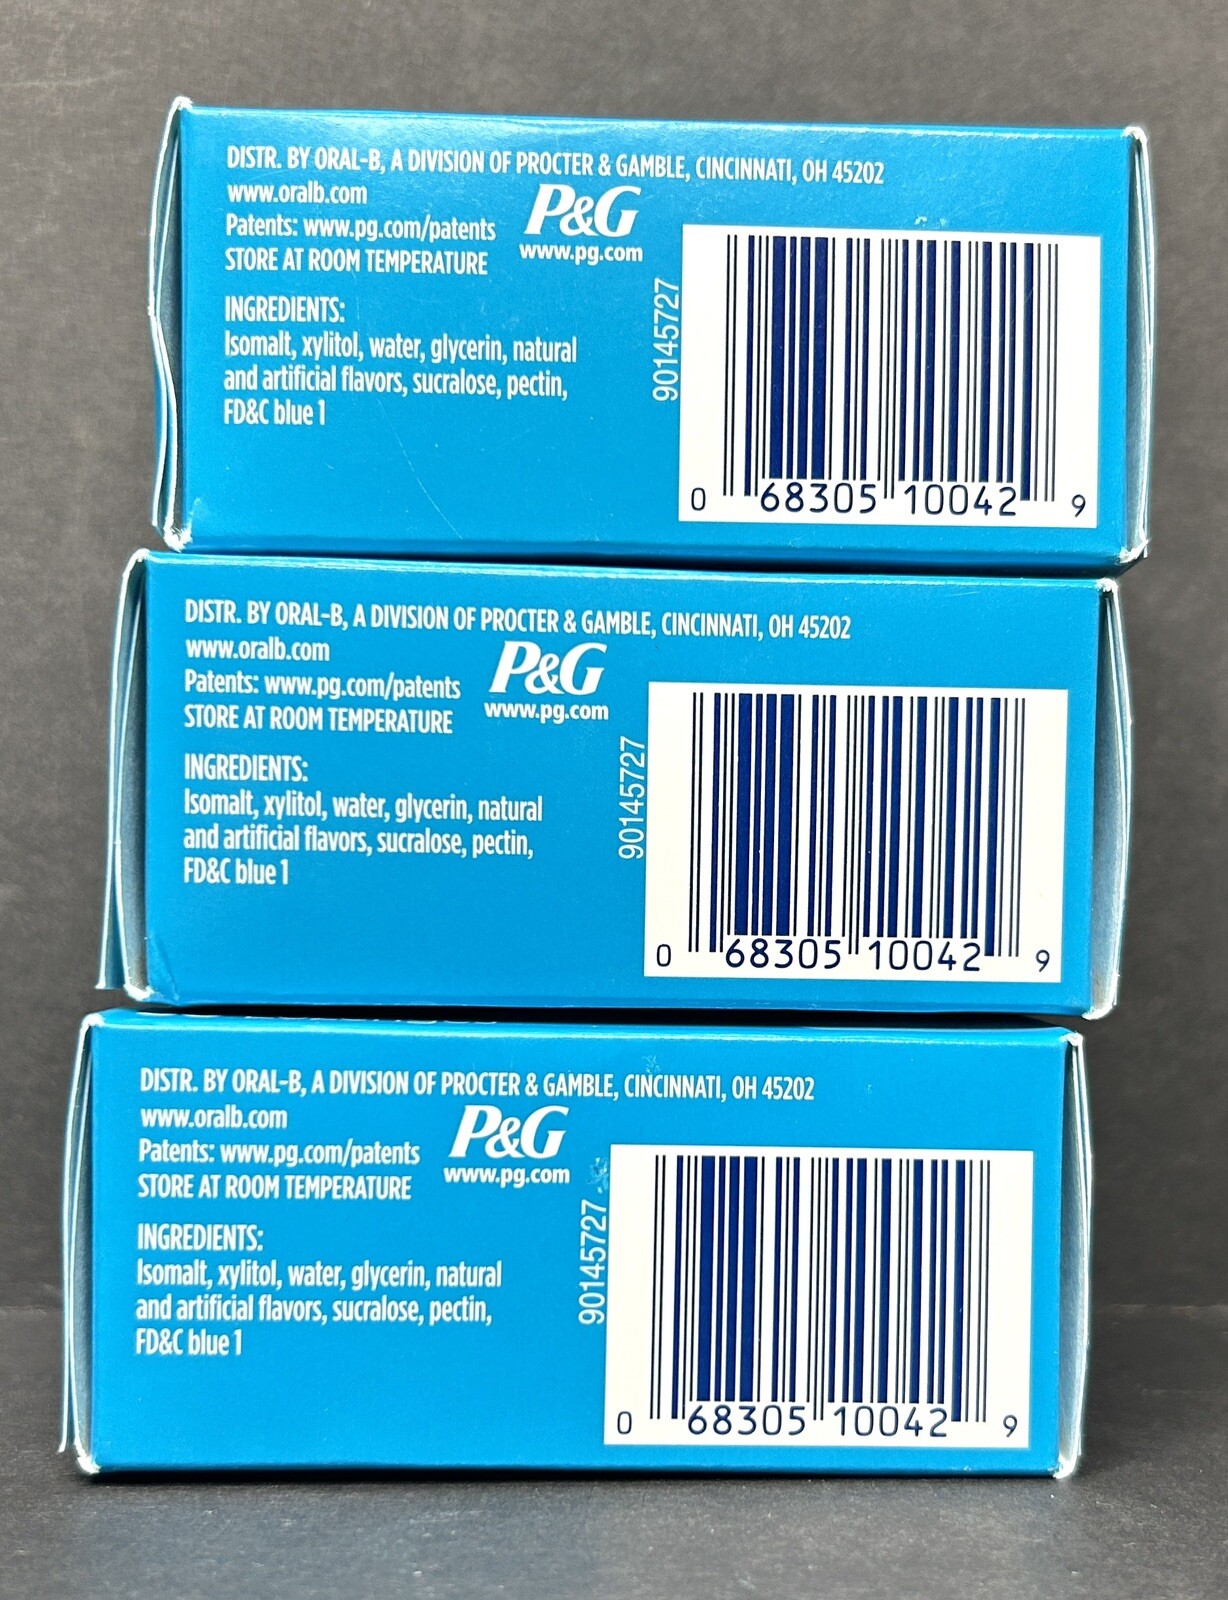 DISTR. BY ORAL-B, A DIVISION OF PROCTER & GAMBLE, CINCINNATI, OH 45202
www.oralb.com
Patents: www.pg.com/patents
STORE AT ROOM TEMPERATURE
P&G
www.pg.com
INGREDIENTS:
Isomalt, xylitol, water, glycerin, natural
and artificial flavors, sucralose, pectin,
FD&C blue 1
90145727
0 68305 10042 9
DISTR. BY ORAL-B, A DIVISION OF PROCTER & GAMBLE, CINCINNATI, OH 45202
www.oralb.com
Patents: www.pg.com/patents
STORE AT ROOM TEMPERATURE
P&G
www.pg.com
INGREDIENTS:
Isomalt, xylitol, water, glycerin, natural
and artificial flavors, sucralose, pectin,
FD&C blue 1
90145727
0 68305 10042 9
DISTR. BY ORAL-B, A DIVISION OF PROCTER & GAMBLE, CINCINNATI, OH 45202
www.oralb.com
Patents: www.pg.com/patents
STORE AT ROOM TEMPERATURE
P&G
www.pg.com
INGREDIENTS:
Isomalt, xylitol, water, glycerin, natural
and artificial flavors, sucralose, pectin,
FD&C blue 1
90145727
0 68305 10042 9